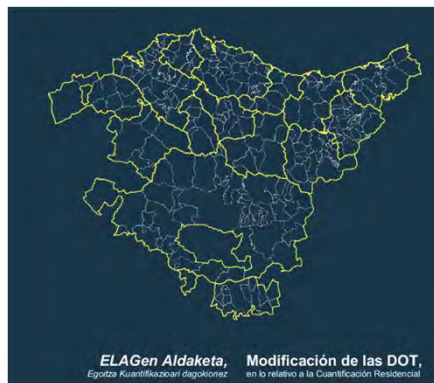 ELAGen Aldaketa,
Egoitza Kuantifikazioari dagokionez
Modificación de las DOT,
en lo relativo a la Cuantificación Residencial